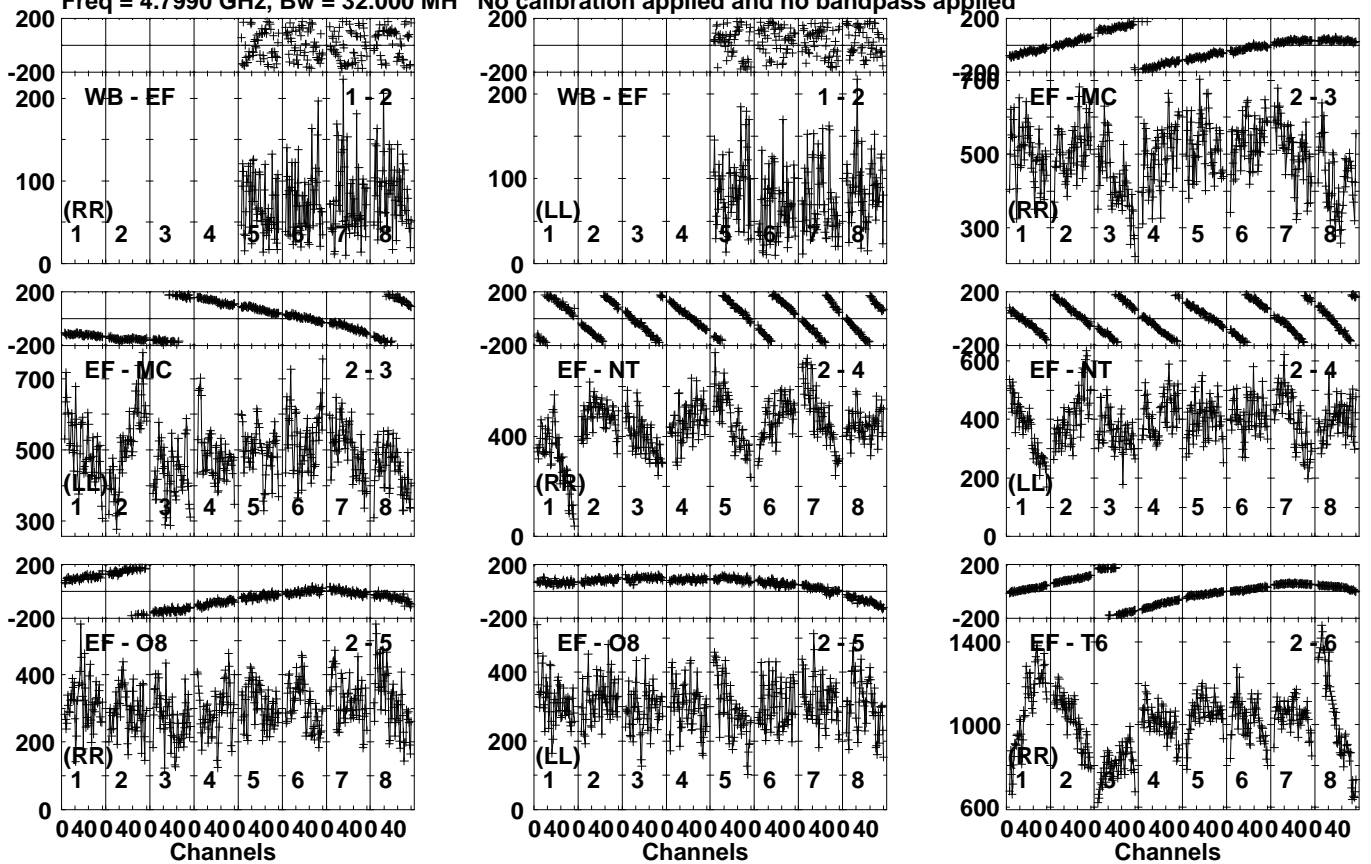 Freq = 4.7990 GHz, Bw = 32.000 MH No calibration applied and no bandpass applied
200
-200
WB - EF 1 - 2
200
100
0
(RR)
1 2 3 4 5 6 7 8
200
-200
WB - EF 1 - 2
200
100
0
(LL)
1 2 3 4 5 6 7 8
200
-200
EF - MC 2 - 3
700
500
300
(RR)
1 2 3 4 5 6 7 8
200
-200
EF - MC 2 - 3
700
500
300
(LL)
1 2 3 4 5 6 7 8
200
-200
EF - NT 2 - 4
400
0
(RR)
1 2 3 4 5 6 7 8
200
-200
EF - NT 2 - 4
600
400
200
0
(LL)
1 2 3 4 5 6 7 8
200
-200
EF - O8 2 - 5
400
300
200
0
(RR)
1 2 3 4 5 6 7 8
0 40 0 40 0 40 0 40 0 40 0 40 0 40 0 40
Channels
200
-200
EF - O8 2 - 5
400
300
200
0
(LL)
1 2 3 4 5 6 7 8
0 40 0 40 0 40 0 40 0 40 0 40 0 40 0 40
Channels
200
-200
EF - T6 2 - 6
1400
1000
800
600
(RR)
1 2 3 4 5 6 7 8
0 40 0 40 0 40 0 40 0 40 0 40 0 40 0 40
Channels